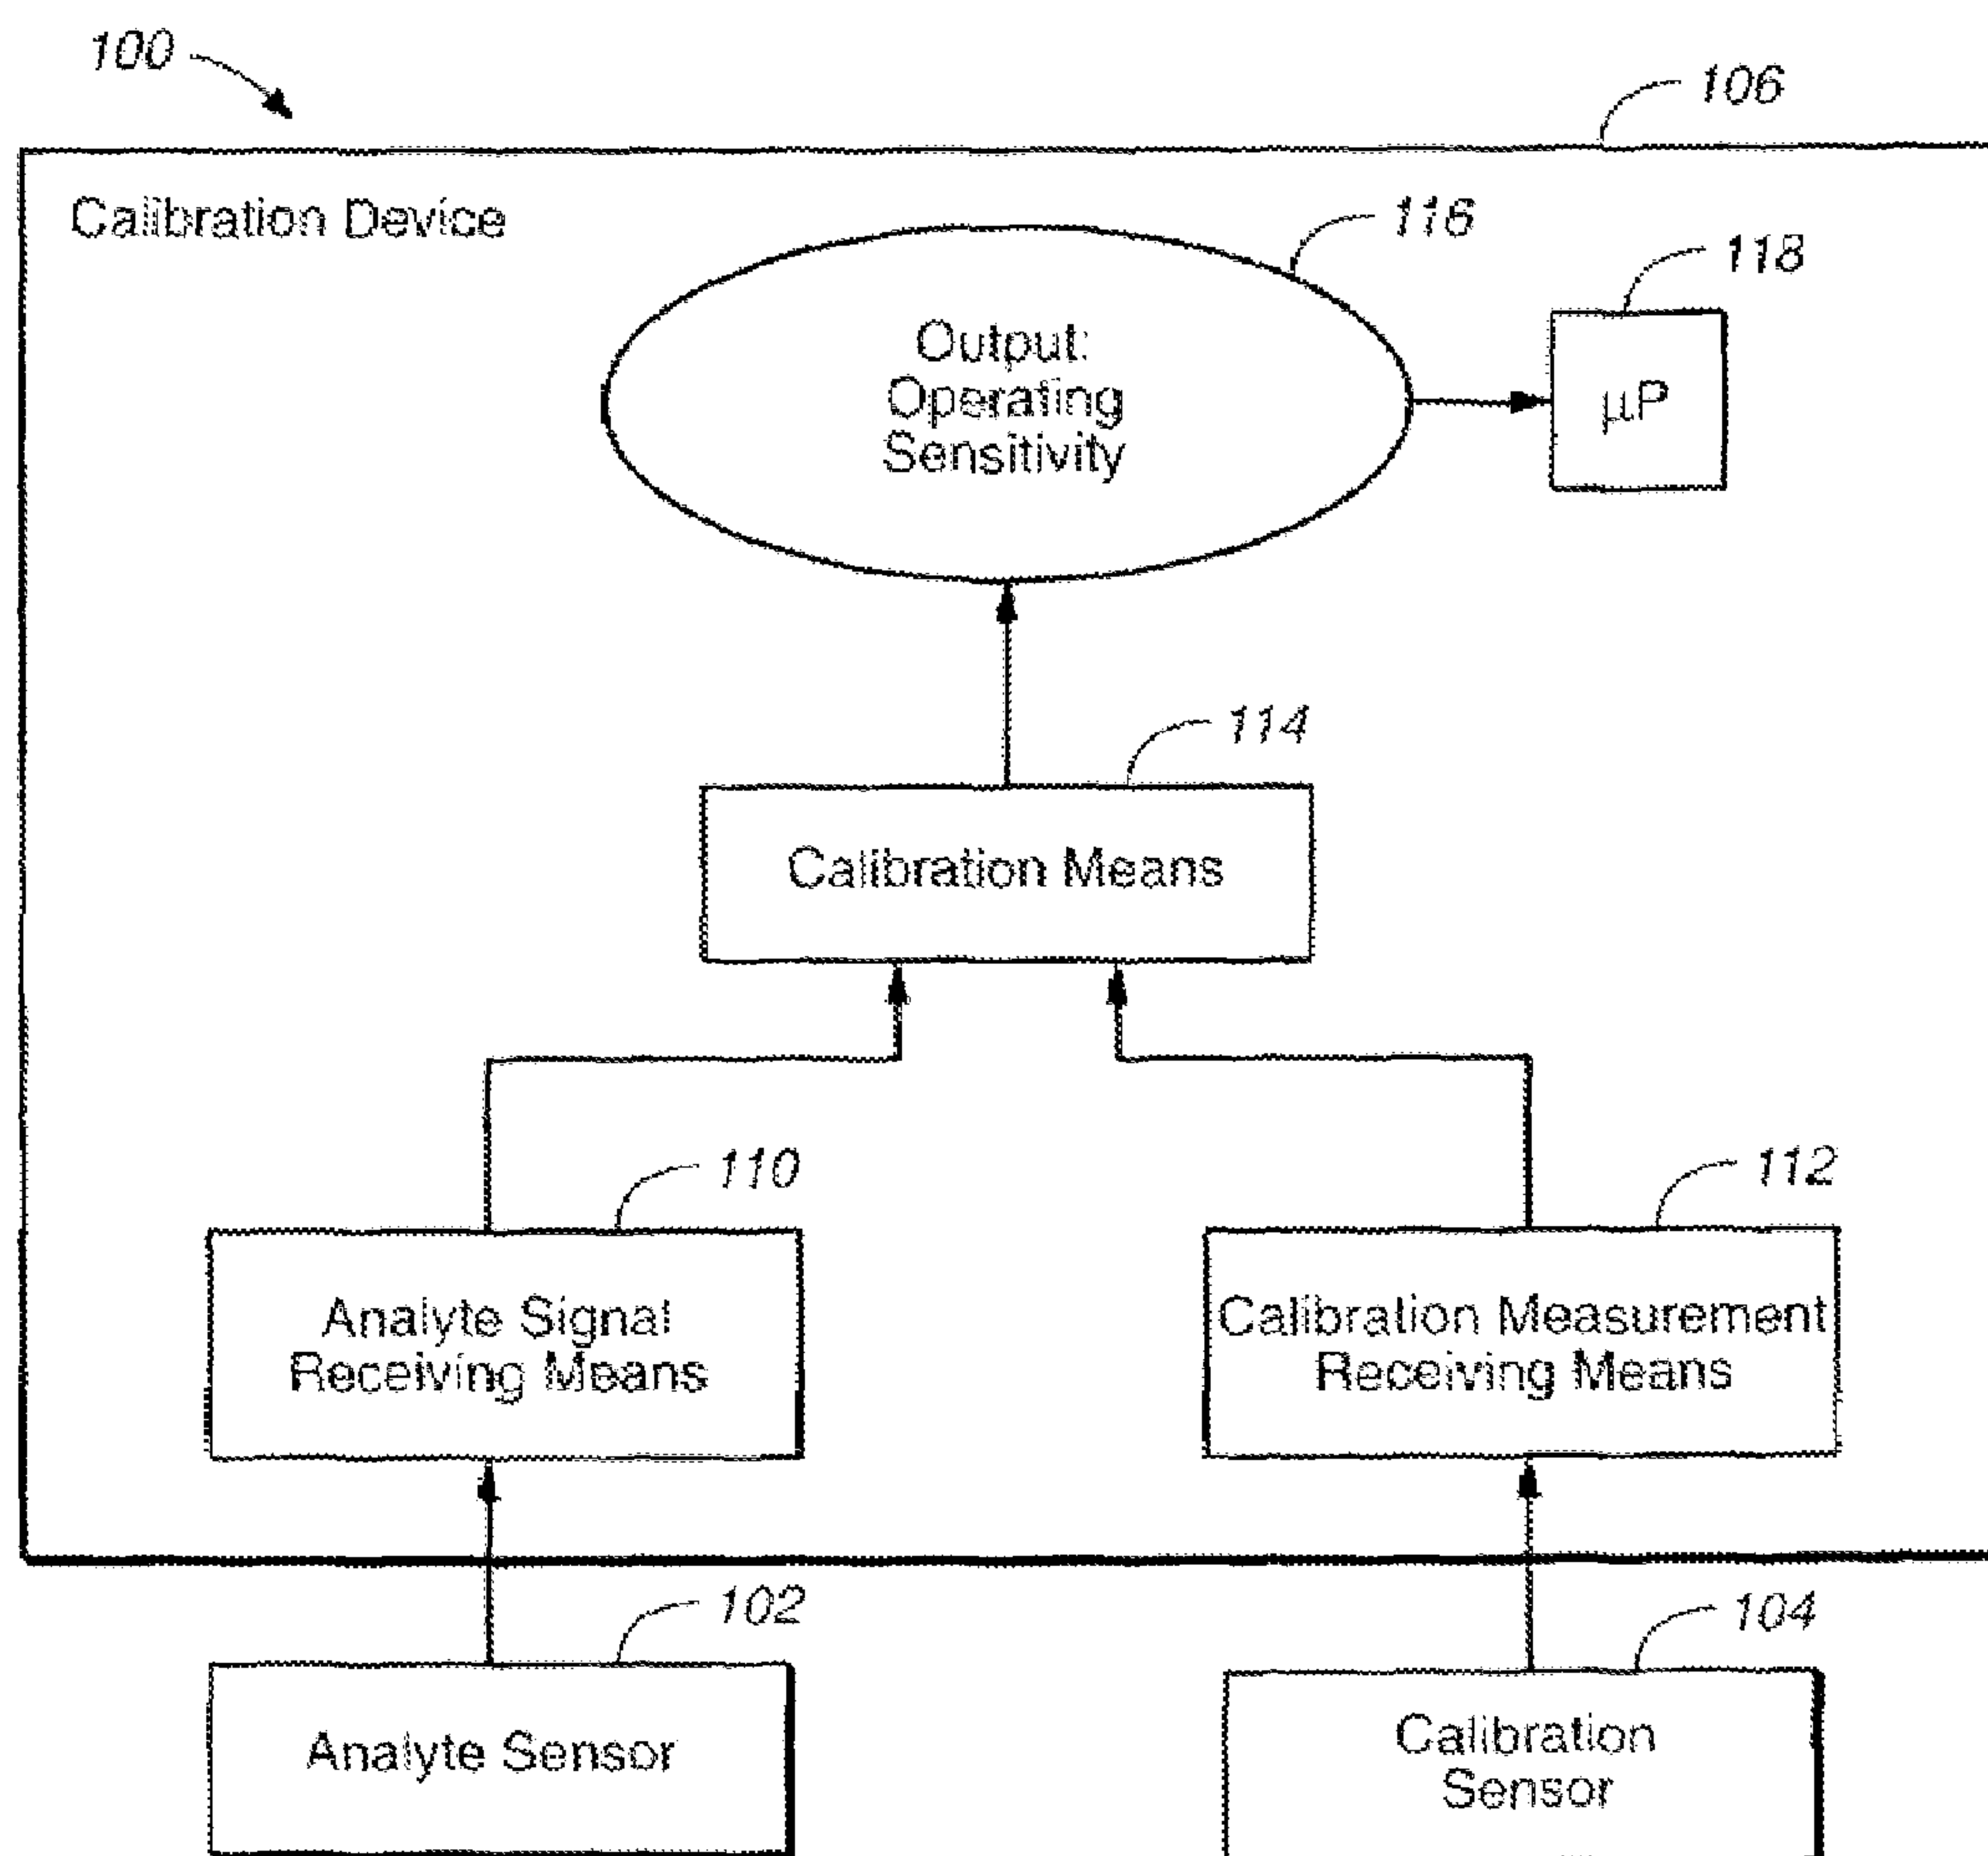 100
106
Calibration Device
116
118
Output:
Operating
Sensitivity
µP
114
Calibration Means
110
112
Analyte Signal
Receiving Means
Calibration Measurement
Receiving Means
102
104
Analyte Sensor
Calibration
Sensor